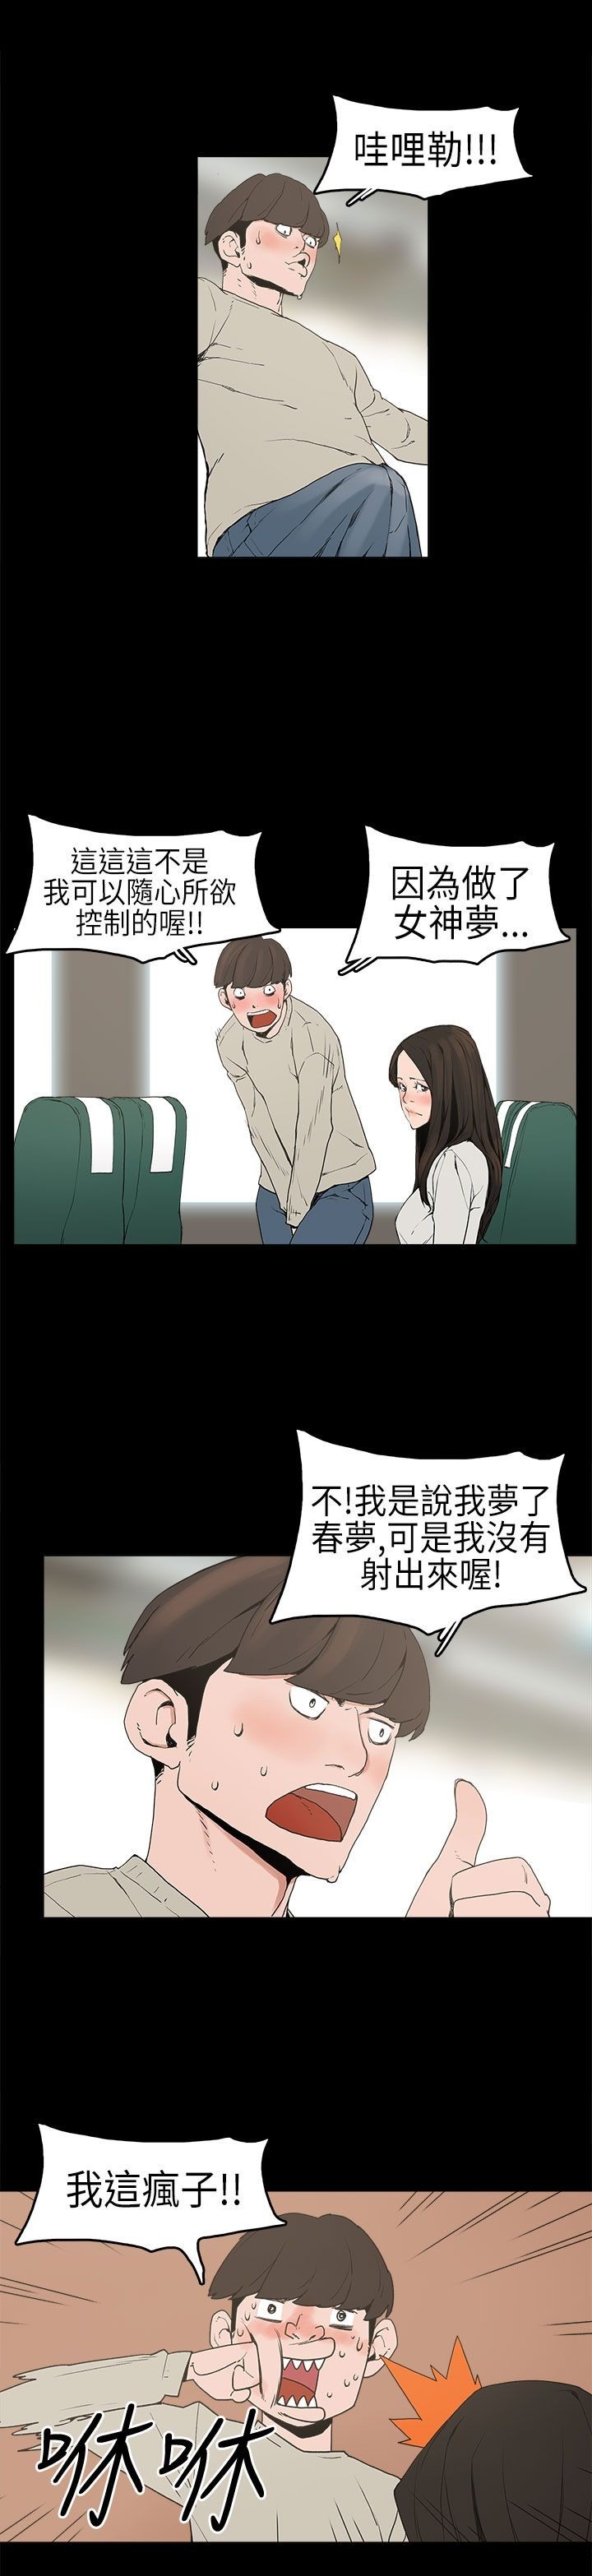 哇哩勒!!!
這這這不是
我可以隨心所欲
控制的喔!!
因為做了
女神夢...
不!我是說我夢了
春夢,可是我沒有
射出來喔!
我這瘋子!!
咻咻